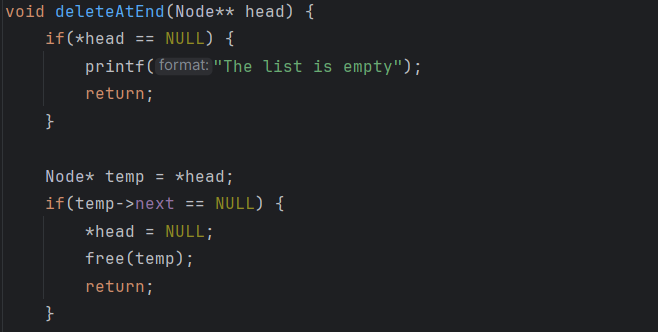 void deleteAtEnd(Node** head) {
    if(*head == NULL) {
        printf( format: "The list is empty");
        return;
    }

    Node* temp = *head;
    if(temp->next == NULL) {
        *head = NULL;
        free(temp);
        return;
    }